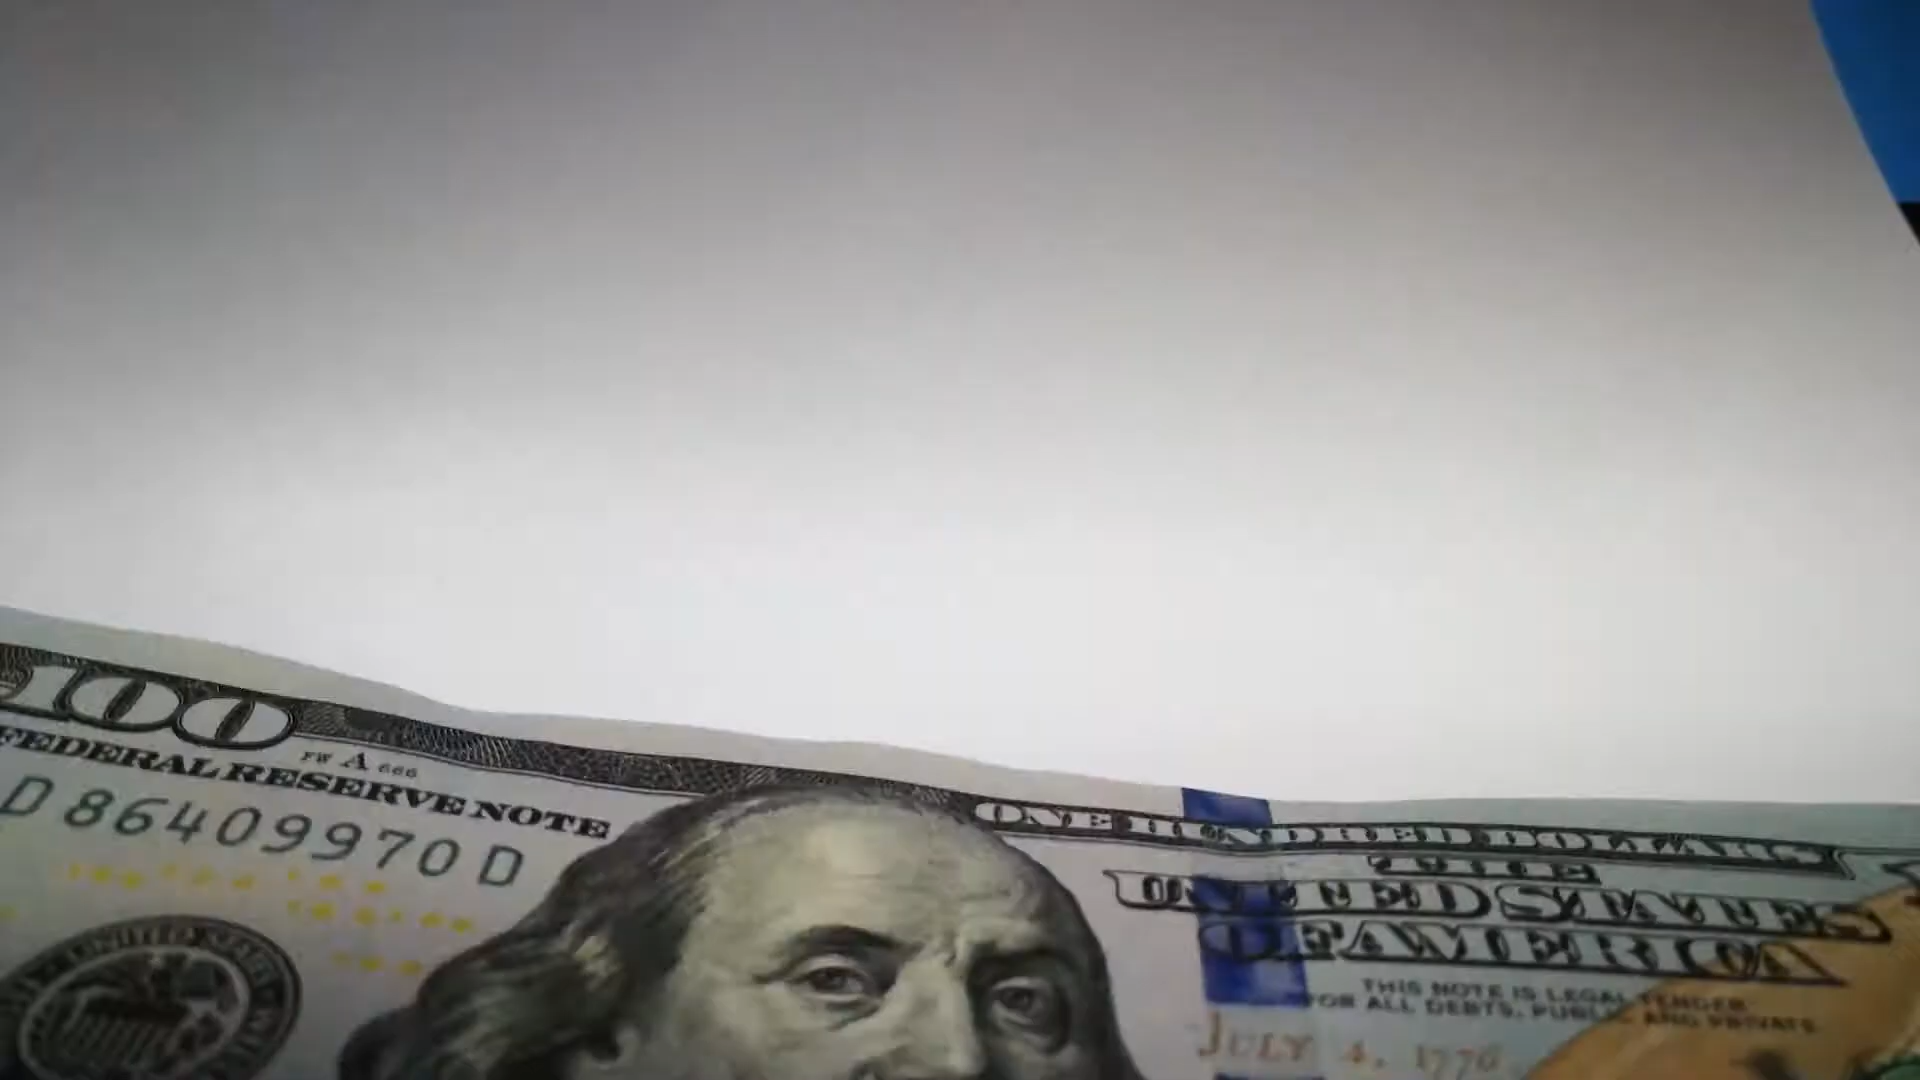 100
FEDERAL RESERVE NOTE
FW A 666
D 86409970 D
ONE HUNDRED DOLLARS
THE
UNITED STATES
OF AMERICA
THIS NOTE IS LEGAL TENDER
FOR ALL DEBTS, PUBLIC AND PRIVATE
JULY 4, 1776